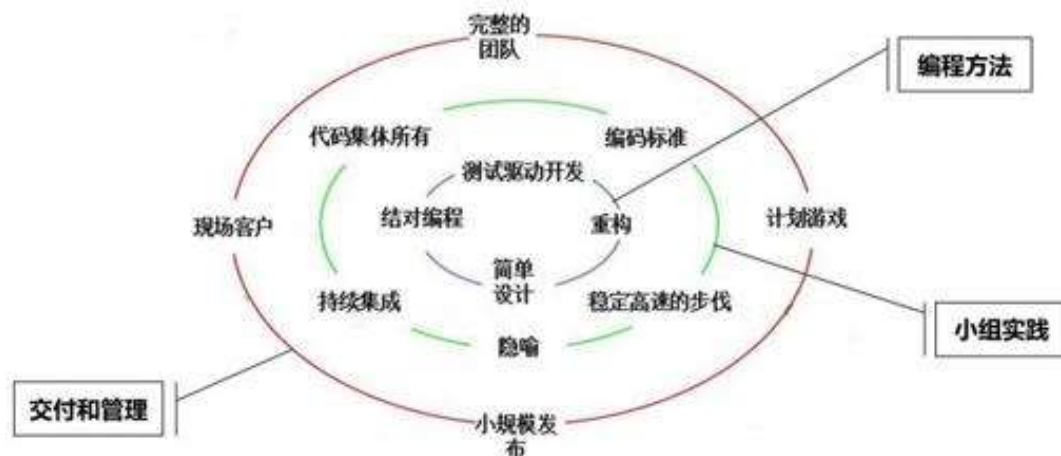 完整的
团队
编程方法
代码集体所有
编码标准
测试驱动开发
现场客户
结对编程
重构
计划游戏
简单
设计
持续集成
稳定高速的步伐
小组实践
隐喻
交付和管理
小规模发
布